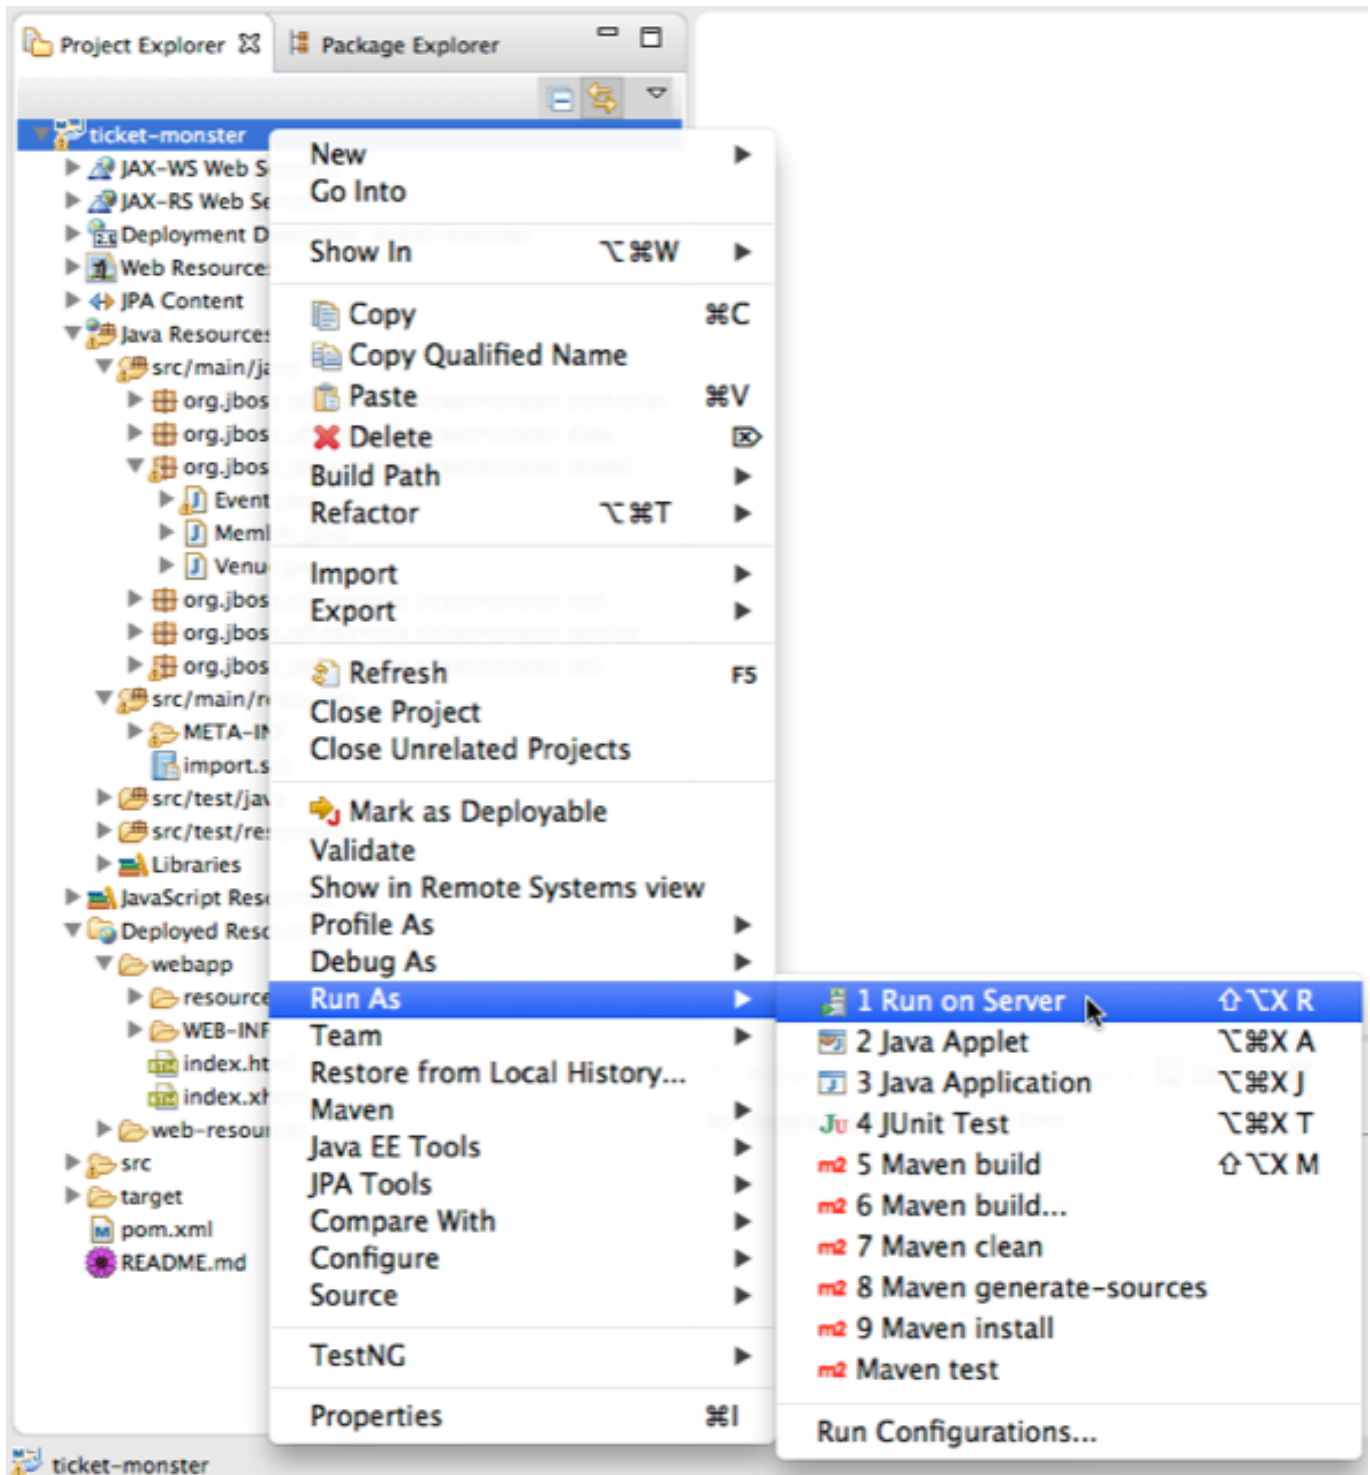 Project Explorer
Package Explorer
ticket-monster
JAX-WS Web S
JAX-RS Web Se
Deployment D
Web Resource
JPA Content
Java Resource
src/main/ja
org.jbos
org.jbos
org.jbos
Event
Mem
Venu
org.jbos
org.jbos
org.jbos
src/main/r
META-IN
import.s
src/test/jav
src/test/re
Libraries
JavaScript Res
Deployed Reso
webapp
resource
WEB-INF
index.ht
index.xh
web-resou
src
target
pom.xml
README.md
ticket-monster
New
Go Into
Show In ⌥⌘W
Copy ⌘C
Copy Qualified Name
Paste ⌘V
Delete ⌦
Build Path
Refactor ⌥⌘T
Import
Export
Refresh F5
Close Project
Close Unrelated Projects
Mark as Deployable
Validate
Show in Remote Systems view
Profile As
Debug As
Run As
Team
Restore from Local History...
Maven
Java EE Tools
JPA Tools
Compare With
Configure
Source
TestNG
Properties ⌘I
1 Run on Server ⇧⌥X R
2 Java Applet ⌥⌘X A
3 Java Application ⌥⌘X J
4 JUnit Test ⌥⌘X T
m2 5 Maven build ⇧⌥X M
m2 6 Maven build...
m2 7 Maven clean
m2 8 Maven generate-sources
m2 9 Maven install
m2 Maven test
Run Configurations...